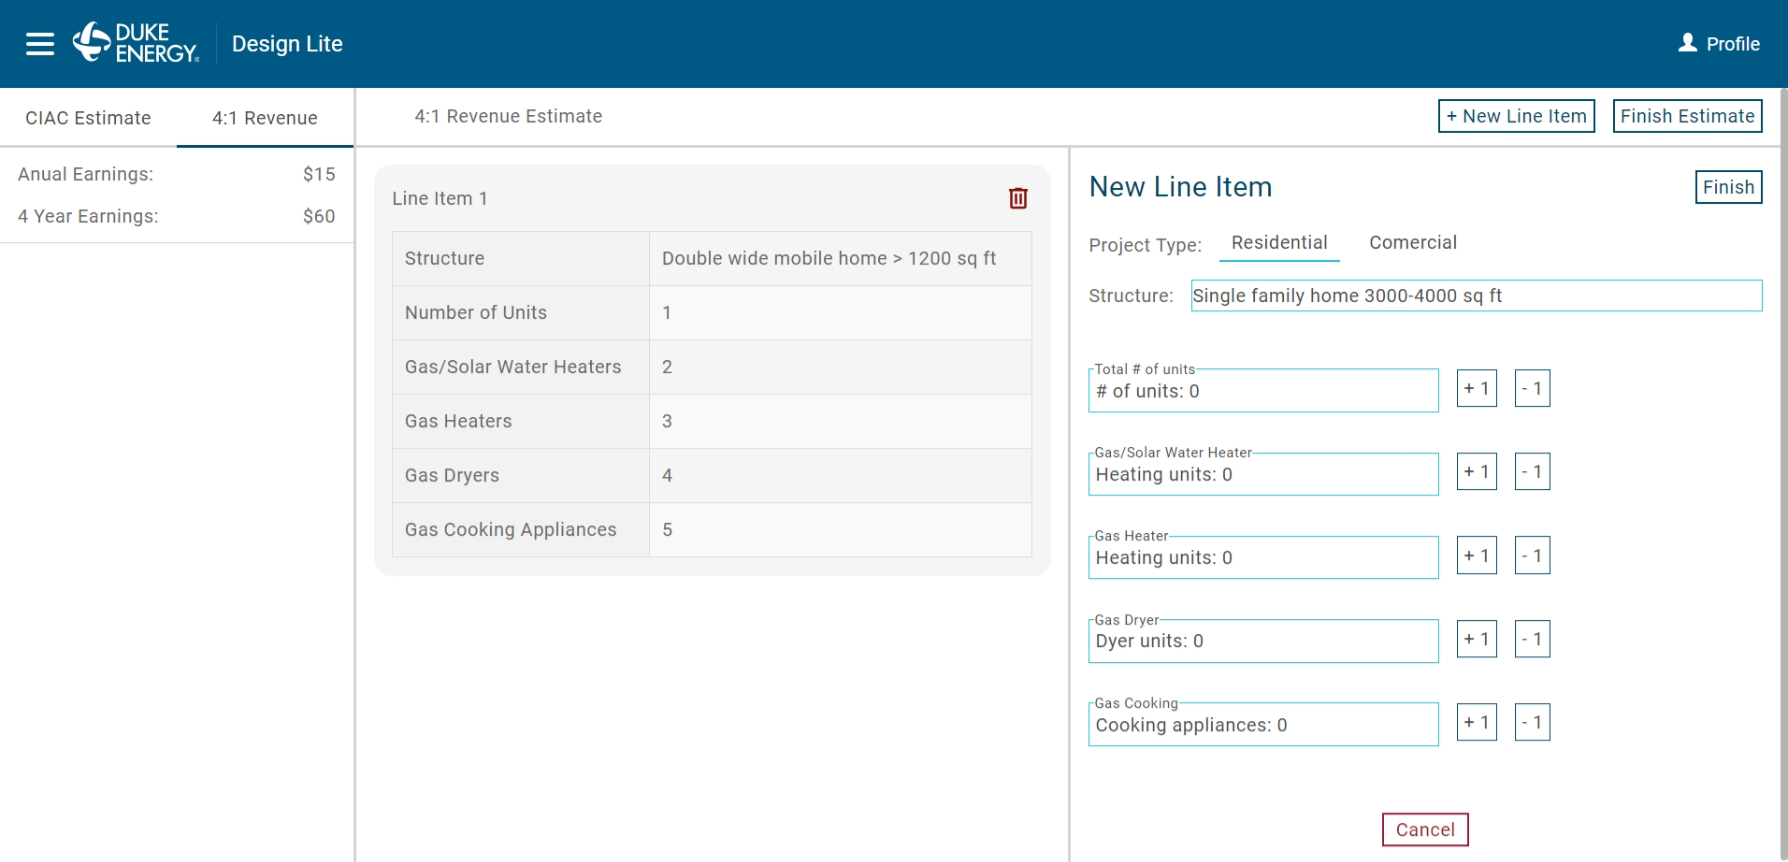 DUKE
ENERGY®
Design Lite
Profile
CIAC Estimate
4:1 Revenue
Anual Earnings: $15
4 Year Earnings: $60
4:1 Revenue Estimate
+ New Line Item
Finish Estimate
Line Item 1
Structure Double wide mobile home > 1200 sq ft
Number of Units 1
Gas/Solar Water Heaters 2
Gas Heaters 3
Gas Dryers 4
Gas Cooking Appliances 5
New Line Item
Finish
Project Type: Residential Comercial
Structure: Single family home 3000-4000 sq ft
Total # of units
# of units: 0 + 1 - 1
Gas/Solar Water Heater
Heating units: 0 + 1 - 1
Gas Heater
Heating units: 0 + 1 - 1
Gas Dryer
Dyer units: 0 + 1 - 1
Gas Cooking
Cooking appliances: 0 + 1 - 1
Cancel